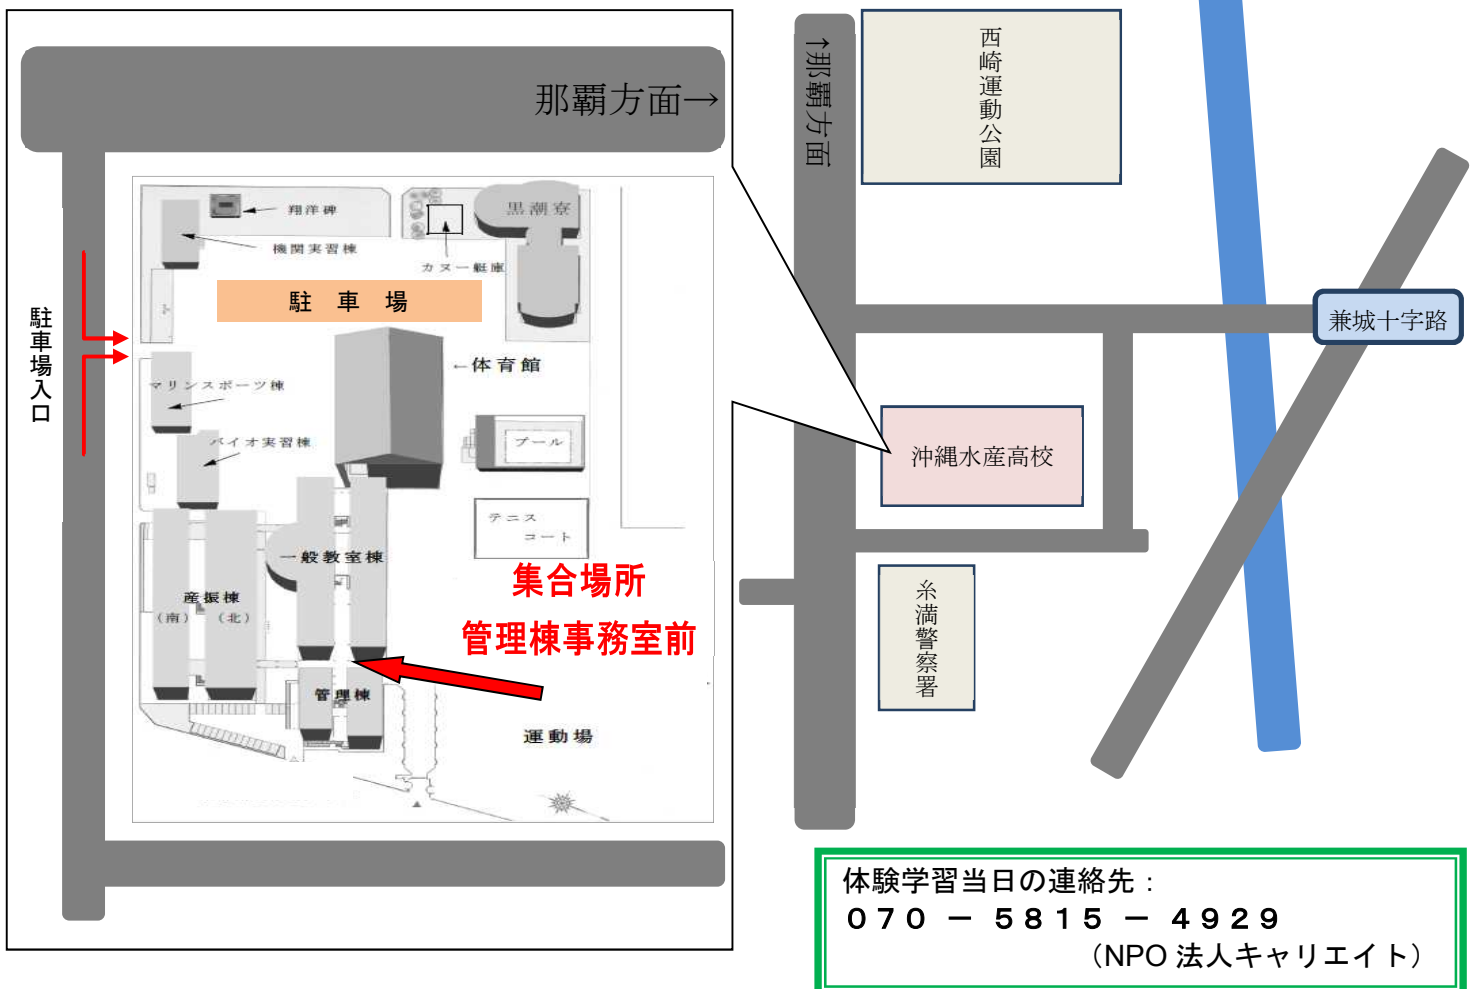 那覇方面→
翔洋碑
機関実習棟
カヌー艇庫
黒潮寮
駐 車 場
駐車場入口
←体育館
マリンスポーツ棟
バイオ実習棟
プール
テニス
コート
一般教室棟
産振棟
(南) (北)
集合場所
管理棟事務室前
管理棟
運動場
↑那覇方面
西崎運動公園
兼城十字路
沖縄水産高校
糸満警察署
体験学習当日の連絡先：
０７０ － ５８１５ － ４９２９
（NPO 法人キャリエイト）